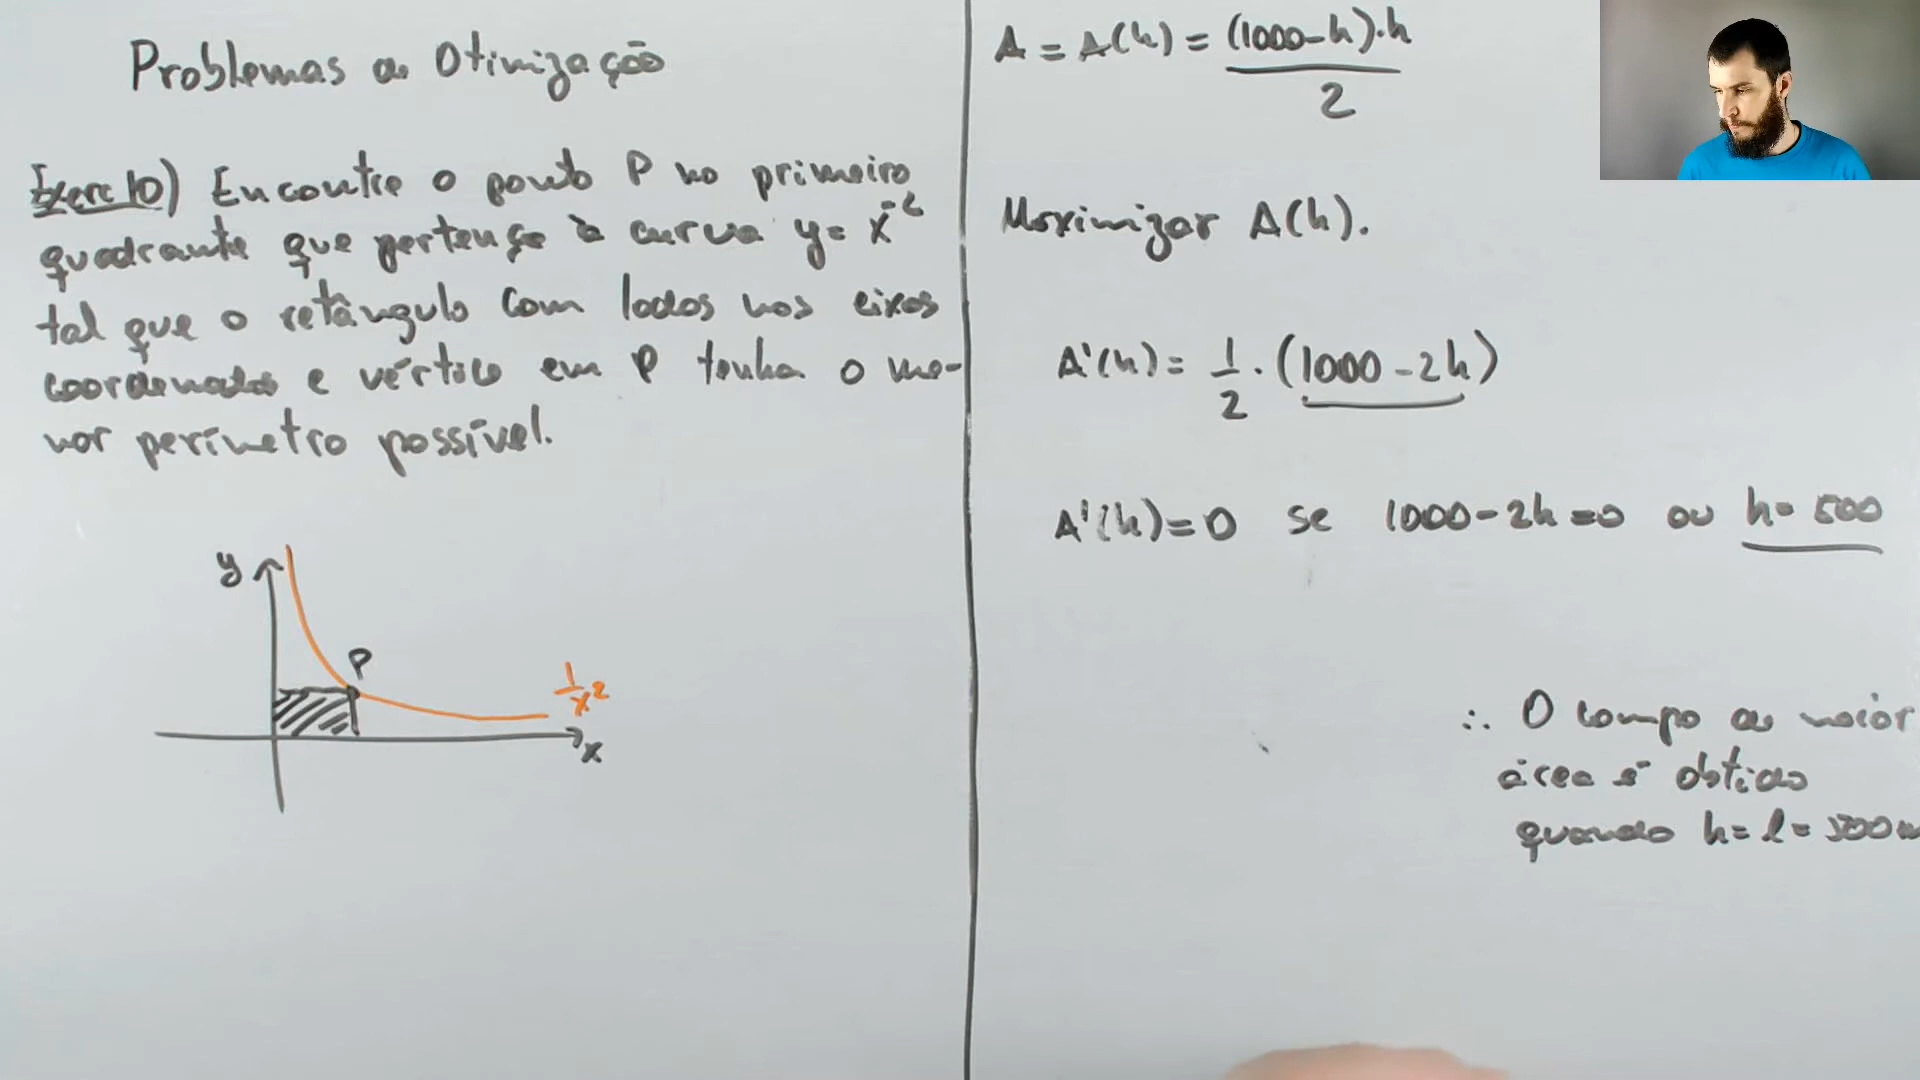 Problemas de Otimização
Exerc 10) Encontre o ponto P no primeiro
quadrante que pertença à curva y= x⁻²
tal que o retângulo com lados nos eixos
coordenados e vértice em P tenha o me-
nor perímetro possível.
y
P
1/x²
x
A = A(h) = (1000-h)·h
2
Maximizar A(h).
A'(h) = 1/2 · (1000 - 2h)
A'(h) = 0 se 1000-2h=0 ou h= 500
∴ O campo de maior
área é obtido
quando h= l= 500m